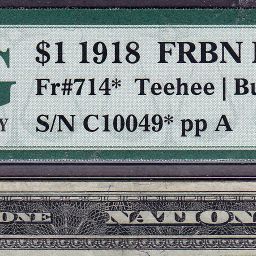 $1 1918 FRBN
Fr#714* Teehee | Bu
Y S/N C10049* pp A
ONE NATION